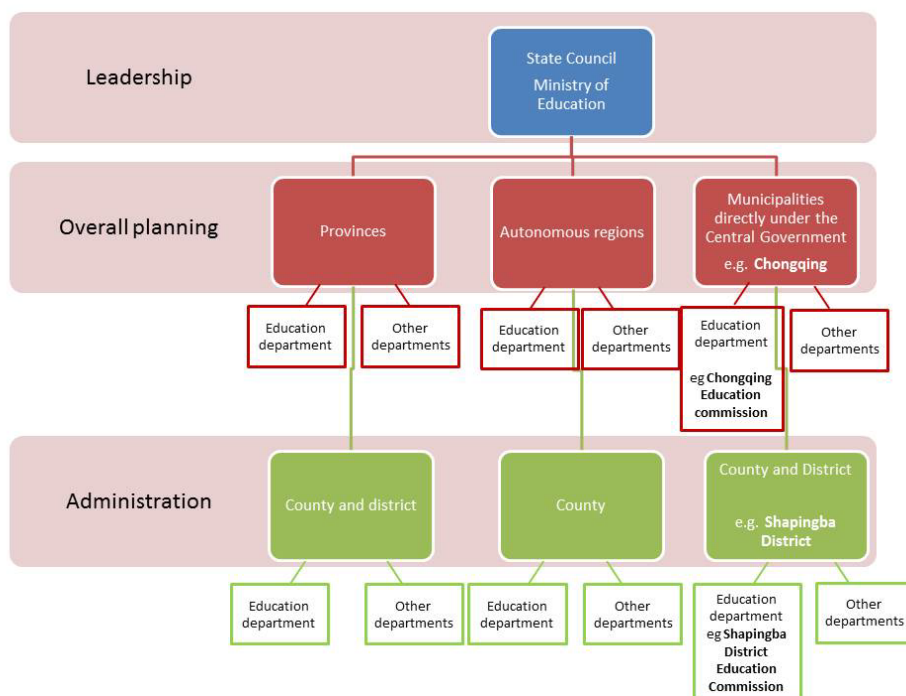 Leadership
State Council
Ministry of
Education
Overall planning
Provinces
Autonomous regions
Municipalities
directly under the
Central Government
e.g. Chongqing
Education
department
Other
departments
Education
department
Other
departments
Education
department
eg Chongqing
Education
commission
Other
departments
Administration
County and district
County
County and District
e.g. Shapingba
District
Education
department
Other
departments
Education
department
Other
departments
Education
department
eg Shapingba
District
Education
Commission
Other
departments